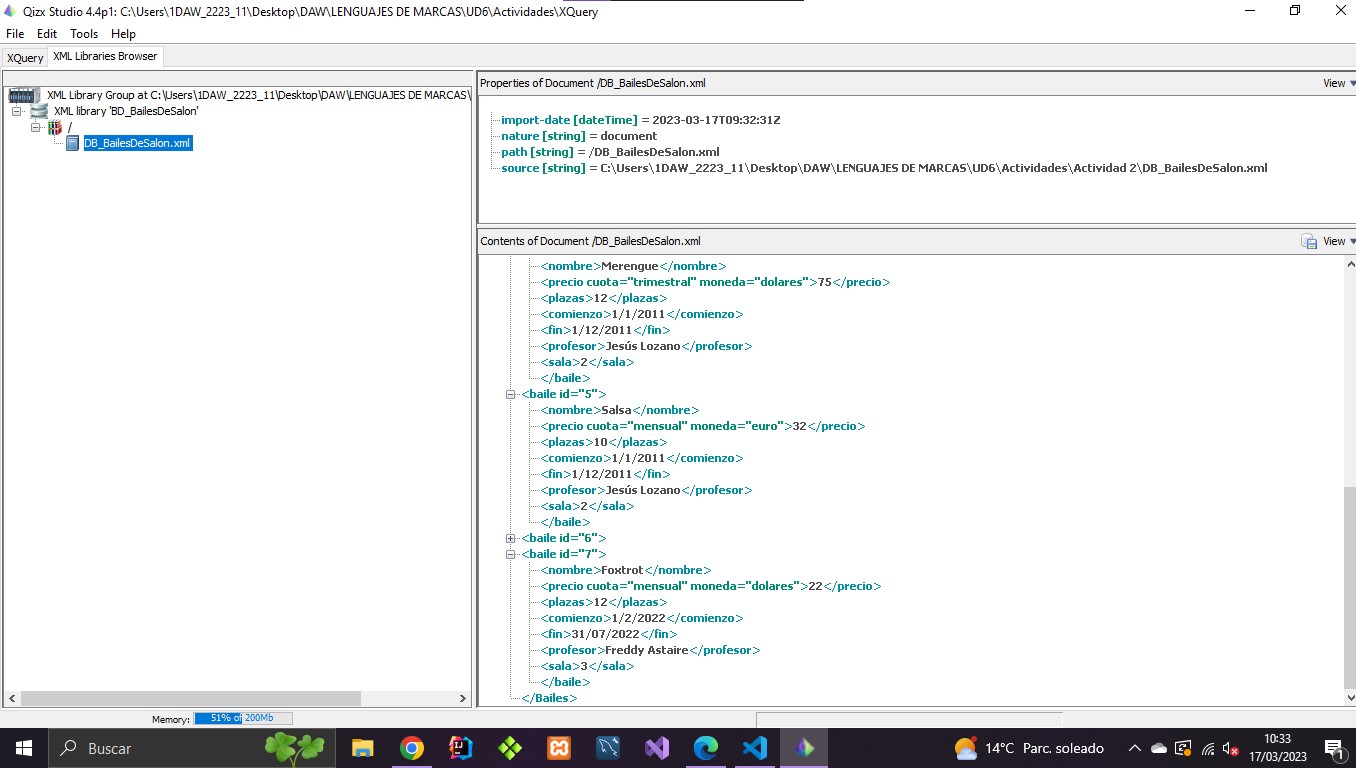 Qizx Studio 4.4p1: C:\Users\1DAW_2223_11\Desktop\DAW\LENGUAJES DE MARCAS\UD6\Actividades\XQuery
File Edit Tools Help
XQuery XML Libraries Browser
XML Library Group at C:\Users\1DAW_2223_11\Desktop\DAW\LENGUAJES DE MARCAS\
XML library 'BD_BailesDeSalon'
/
DB_BailesDeSalon.xml
Properties of Document /DB_BailesDeSalon.xml View
import-date [dateTime] = 2023-03-17T09:32:31Z
nature [string] = document
path [string] = /DB_BailesDeSalon.xml
source [string] = C:\Users\1DAW_2223_11\Desktop\DAW\LENGUAJES DE MARCAS\UD6\Actividades\Actividad 2\DB_BailesDeSalon.xml
Contents of Document /DB_BailesDeSalon.xml View
<nombre>Merengue</nombre>
<precio cuota="trimestral" moneda="dolares">75</precio>
<plazas>12</plazas>
<comienzo>1/1/2011</comienzo>
<fin>1/12/2011</fin>
<profesor>Jesús Lozano</profesor>
<sala>2</sala>
</baile>
<baile id="5">
<nombre>Salsa</nombre>
<precio cuota="mensual" moneda="euro">32</precio>
<plazas>10</plazas>
<comienzo>1/1/2011</comienzo>
<fin>1/12/2011</fin>
<profesor>Jesús Lozano</profesor>
<sala>2</sala>
</baile>
<baile id="6">
<baile id="7">
<nombre>Foxtrot</nombre>
<precio cuota="mensual" moneda="dolares">22</precio>
<plazas>12</plazas>
<comienzo>1/2/2022</comienzo>
<fin>31/07/2022</fin>
<profesor>Freddy Astaire</profesor>
<sala>3</sala>
</baile>
</Bailes>
Memory: 51% of 200Mb
Buscar
14°C Parc. soleado
10:33
17/03/2023
1